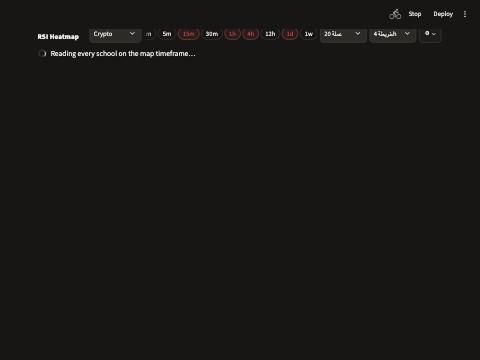 Stop Deploy
RSI Heatmap Crypto m 5m 15m 30m 1h 4h 12h 1d 1w 20 عملة الخريطة 4
Reading every school on the map timeframe...